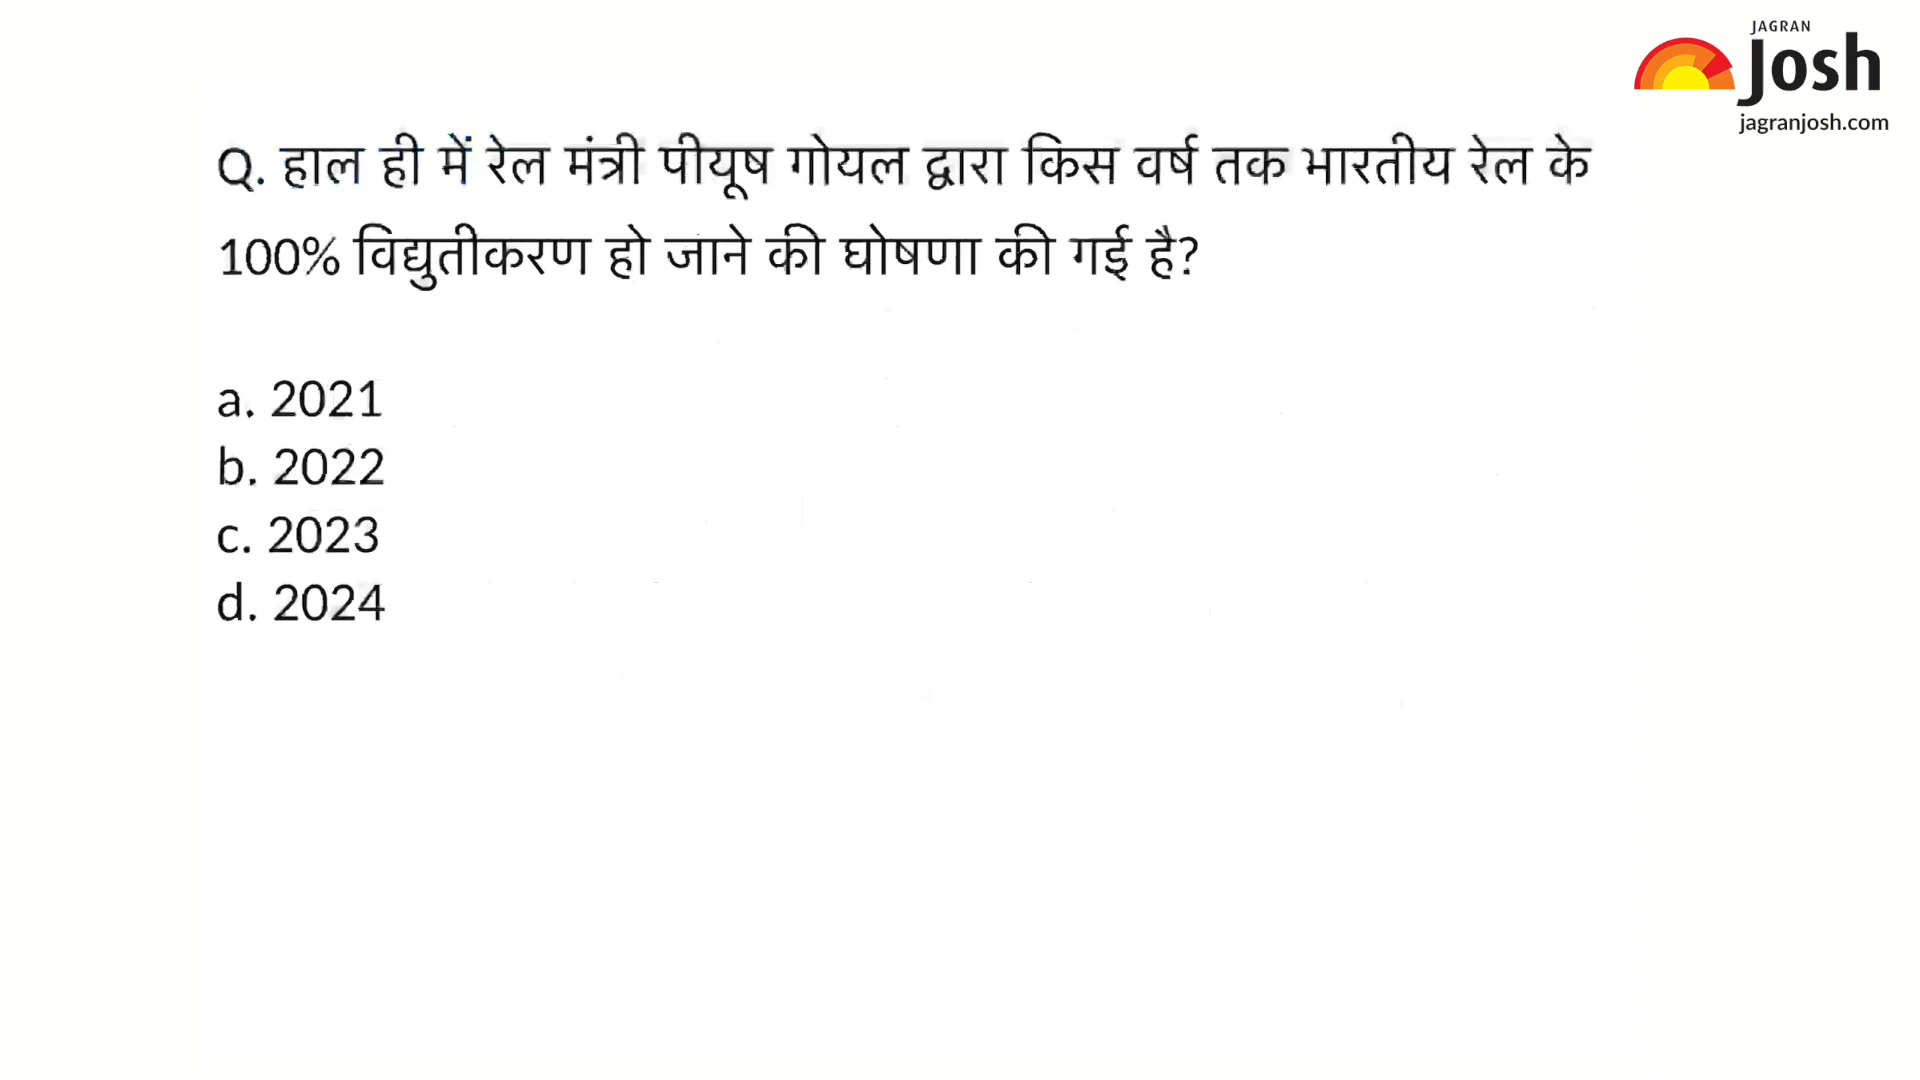 JAGRAN
Josh
jagranjosh.com
Q. हाल ही में रेल मंत्री पीयूष गोयल द्वारा किस वर्ष तक भारतीय रेल के
100% विद्युतीकरण हो जाने की घोषणा की गई है?
a. 2021
b. 2022
c. 2023
d. 2024